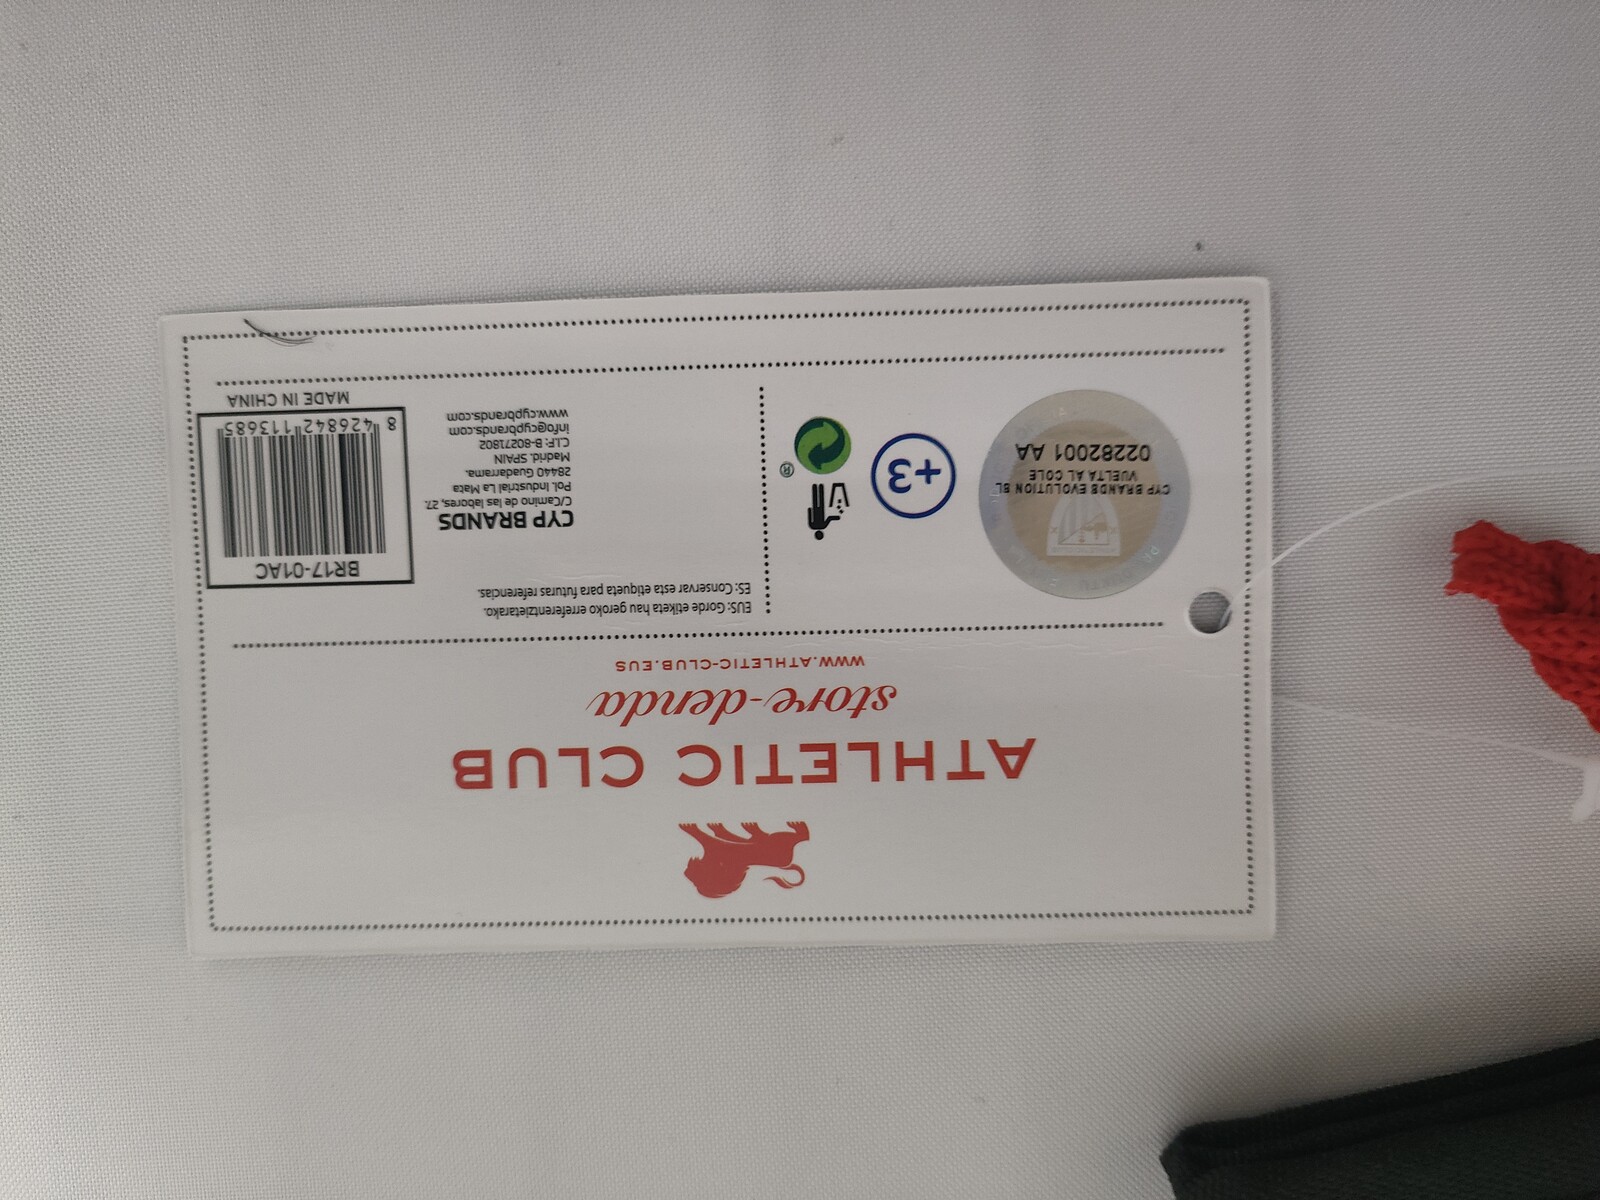 ATHLETIC CLUB
store-denda
WWW.ATHLETIC-CLUB.EUS
EUS: Gorde etiketa hau geroko erreferentzietarako.
ES: Conservar esta etiqueta para futuras referencias.
CYP BRANDS EVOLUTION SL
VUELTA AL COLE
02282001 AA
+3
®
CYP BRANDS
C/Camino de las labores, 27.
Pol. Industrial La Mata
28440 Guadarrama.
Madrid. SPAIN
C.I.F: B-80271802
info@cypbrands.com
www.cypbrands.com
BR17-01AC
8 426842 113685
MADE IN CHINA